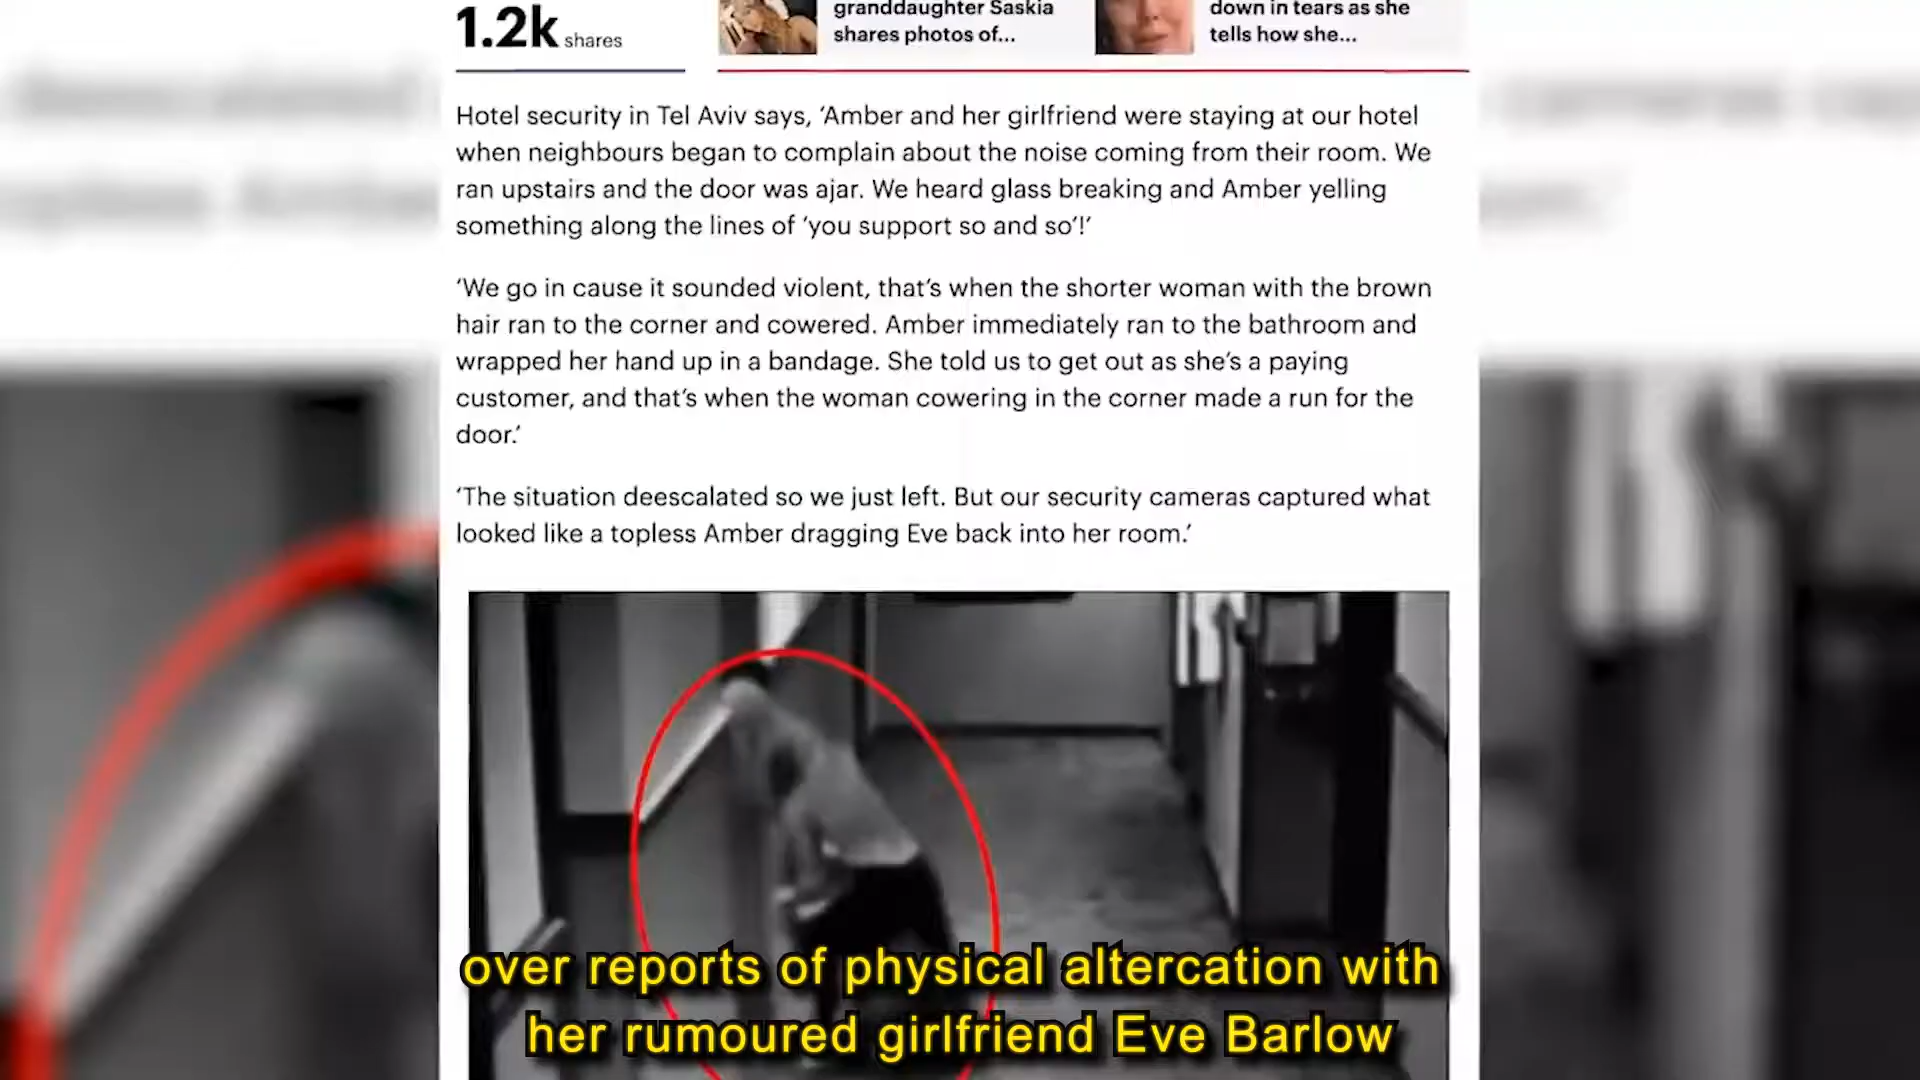 1.2k shares
granddaughter Saskia
shares photos of...
down in tears as she
tells how she...
Hotel security in Tel Aviv says, ‘Amber and her girlfriend were staying at our hotel
when neighbours began to complain about the noise coming from their room. We
ran upstairs and the door was ajar. We heard glass breaking and Amber yelling
something along the lines of ‘you support so and so’!’
‘We go in cause it sounded violent, that’s when the shorter woman with the brown
hair ran to the corner and cowered. Amber immediately ran to the bathroom and
wrapped her hand up in a bandage. She told us to get out as she’s a paying
customer, and that’s when the woman cowering in the corner made a run for the
door.’
‘The situation deescalated so we just left. But our security cameras captured what
looked like a topless Amber dragging Eve back into her room.’
over reports of physical altercation with
her rumoured girlfriend Eve Barlow